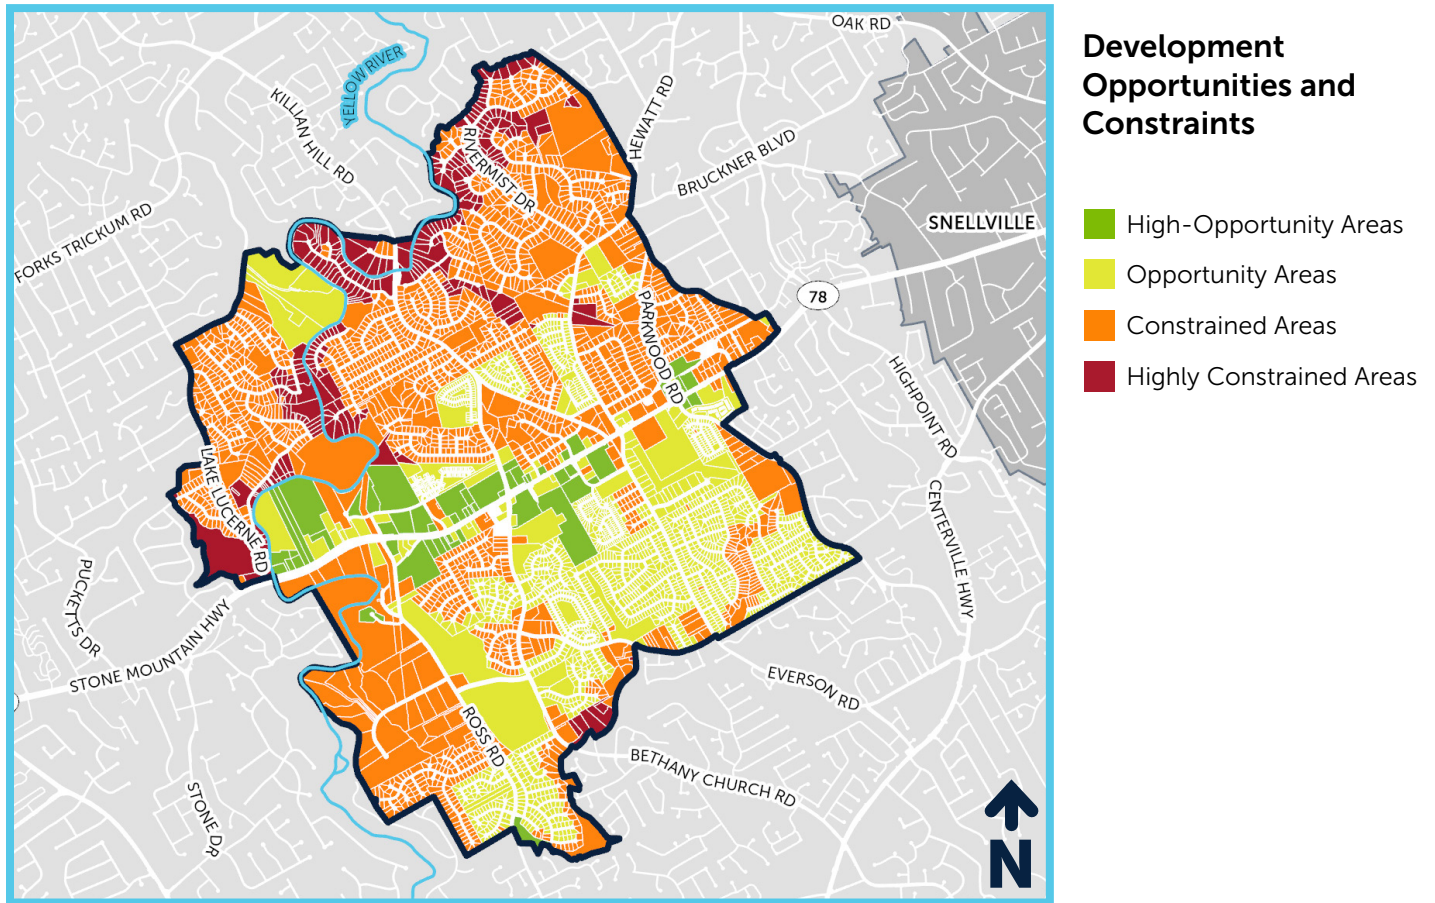 OAK RD
YELLOW RIVER
KILLIAN HILL RD
HEWATT RD
RIVERMIST DR
BRUCKNER BLVD
FORKS TRICKUM RD
SNELLVILLE
78
PARKWOOD RD
HIGHPOINT RD
LAKE LUCERNE RD
CENTERVILLE HWY
PUCKETTS DR
STONE MOUNTAIN HWY
EVERSON RD
ROSS RD
BETHANY CHURCH RD
STONE DR
N
Development
Opportunities and
Constraints
High-Opportunity Areas
Opportunity Areas
Constrained Areas
Highly Constrained Areas